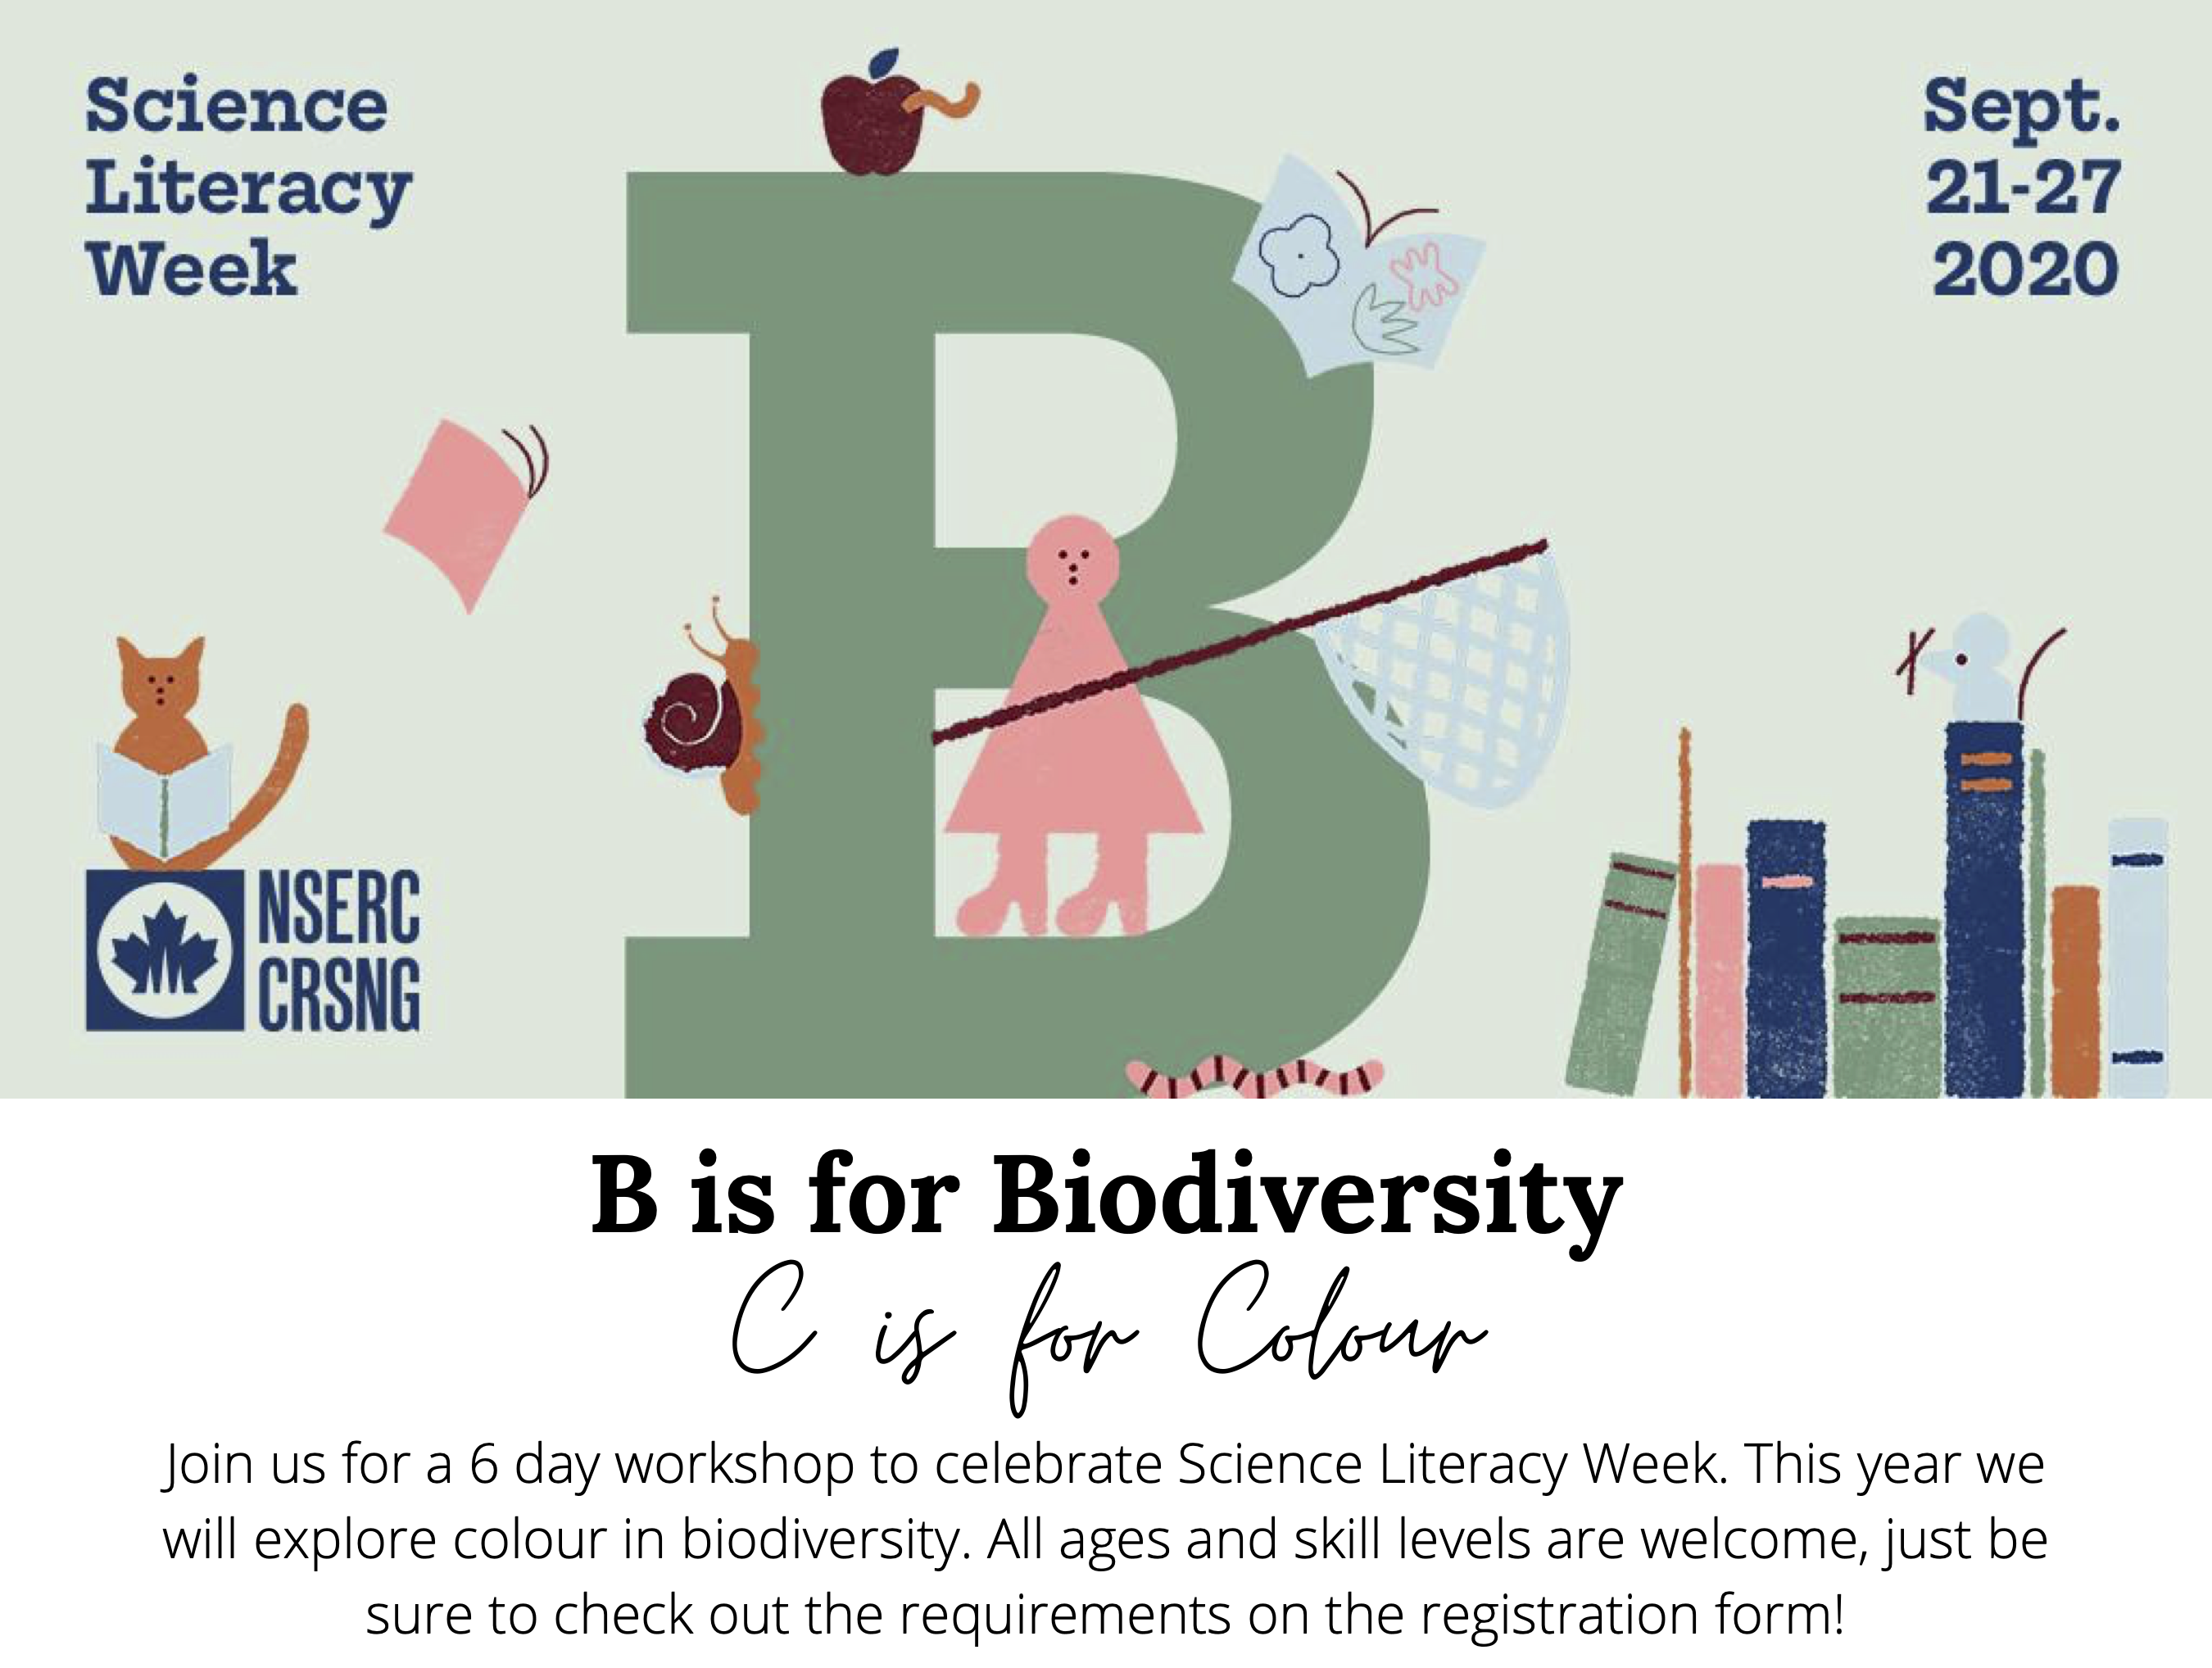 Science
Literacy
Week
Sept.
21-27
2020
B
NSERC
CRSNG
B is for Biodiversity
C is for Colour
Join us for a 6 day workshop to celebrate Science Literacy Week. This year we
will explore colour in biodiversity. All ages and skill levels are welcome, just be
sure to check out the requirements on the registration form!